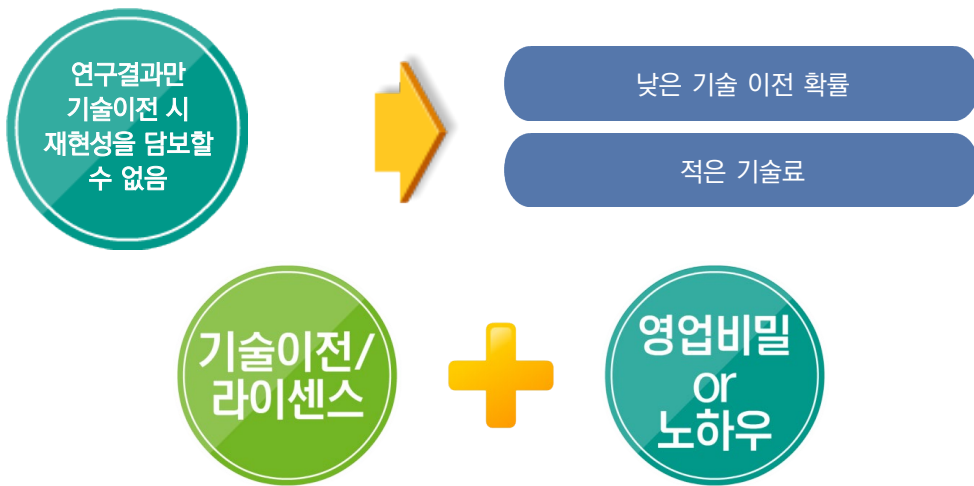 연구결과만
기술이전 시
재현성을 담보할
수 없음
낮은 기술 이전 확률
적은 기술료
기술이전/
라이센스
영업비밀
or
노하우